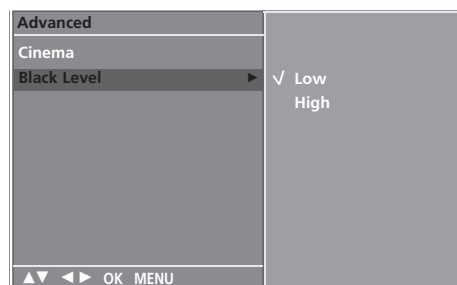 Advanced
Cinema
Black Level ▶
√ Low
High
▲▼ ◀▶ OK MENU